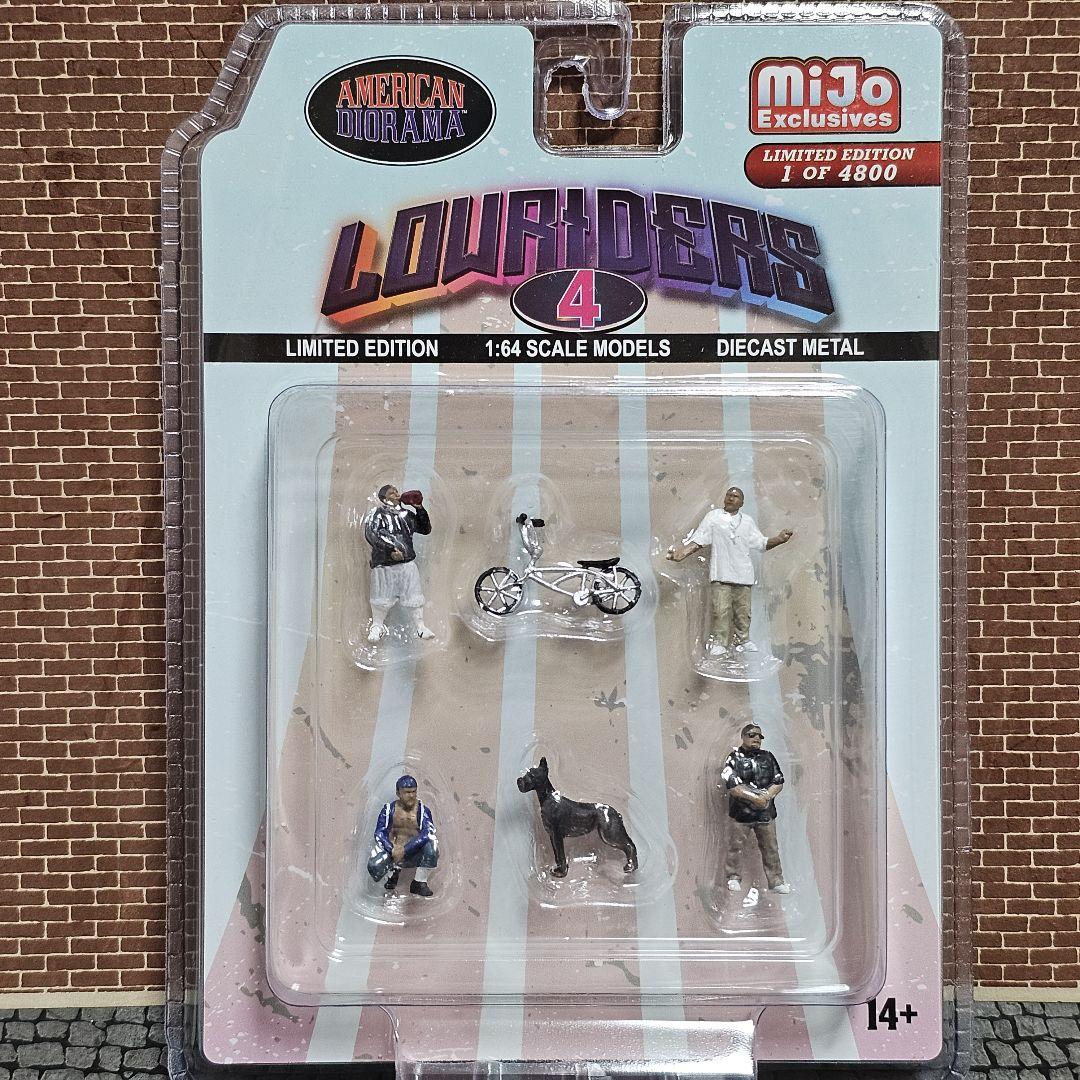 AMERICAN
DIORAMA™
MiJo
Exclusives
LIMITED EDITION
1 OF 4800
LOWRIDERS
4
LIMITED EDITION 1:64 SCALE MODELS DIECAST METAL
14+